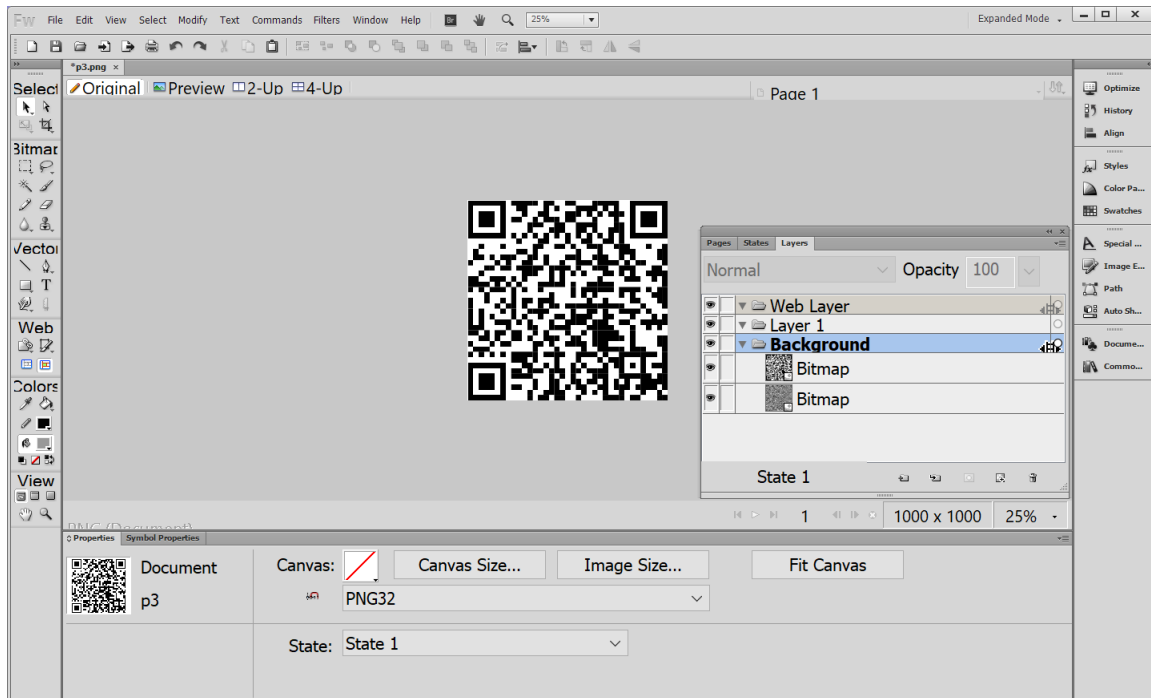 Fw File Edit View Select Modify Text Commands Filters Window Help Br 25% Expanded Mode
*p3.png ×
Select
Original Preview 2-Up 4-Up Page 1
Bitmap
Vector
T
Web
Colors
View
Optimize
History
Align
Styles
Color Pa...
Swatches
Special ...
Image E...
Path
Auto Sh...
Docume...
Commo...
Pages States Layers
Normal Opacity 100
Web Layer
Layer 1
Background
Bitmap
Bitmap
State 1
PNG (Document) 1 1000 x 1000 25%
Properties Symbol Properties
Document Canvas: Canvas Size... Image Size... Fit Canvas
p3 PNG32
State: State 1